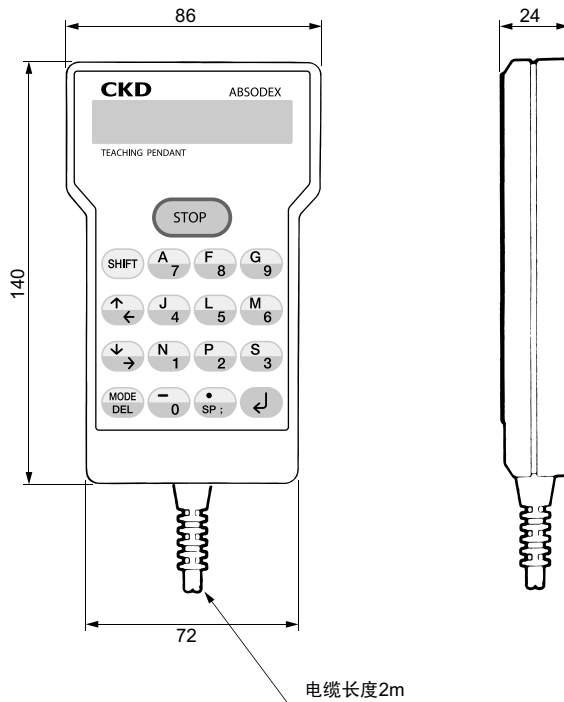 86
24
CKD ABSODEX
TEACHING PENDANT
STOP
140
SHIFT A 7 F 8 G 9
↑ ← J 4 L 5 M 6
↓ → N 1 P 2 S 3
MODE DEL − 0 • SP ; ↵
72
电缆长度2m